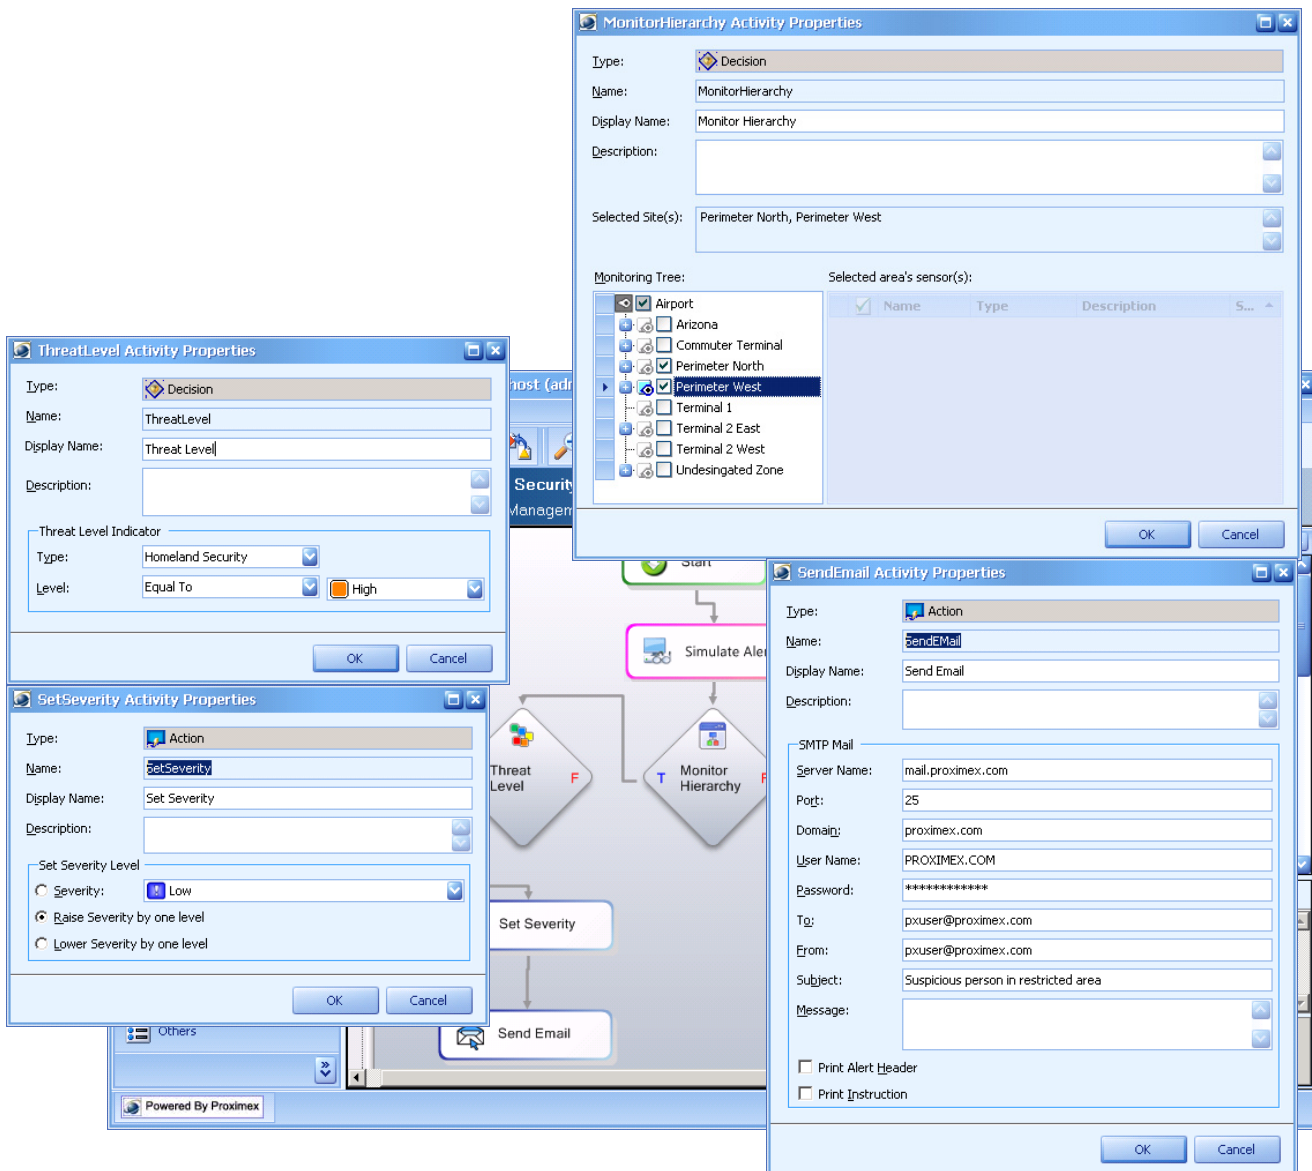 MonitorHierarchy Activity Properties
Type: Decision
Name: MonitorHierarchy
Display Name: Monitor Hierarchy
Description:
Selected Site(s): Perimeter North, Perimeter West
Monitoring Tree: Selected area's sensor(s):
Airport Name Type Description S...
Arizona
Commuter Terminal
Perimeter North
Perimeter West
Terminal 1
Terminal 2 East
Terminal 2 West
Undesingated Zone
OK Cancel
ThreatLevel Activity Properties
Type: Decision
Name: ThreatLevel
Display Name: Threat Level
Description:
Threat Level Indicator
Type: Homeland Security
Level: Equal To High
OK Cancel
SetSeverity Activity Properties
Type: Action
Name: SetSeverity
Display Name: Set Severity
Description:
Set Severity Level
Severity: Low
Raise Severity by one level
Lower Severity by one level
OK Cancel
Start
Threat Level F
T Monitor Hierarchy
Set Severity
Send Email
Others
Powered By Proximex
SendEmail Activity Properties
Type: Action
Name: SendEMail
Display Name: Send Email
Description:
SMTP Mail
Server Name: mail.proximex.com
Port: 25
Domain: proximex.com
User Name: PROXIMEX.COM
Password: ************
To: pxuser@proximex.com
From: pxuser@proximex.com
Subject: Suspicious person in restricted area
Message:
Print Alert Header
Print Instruction
OK Cancel